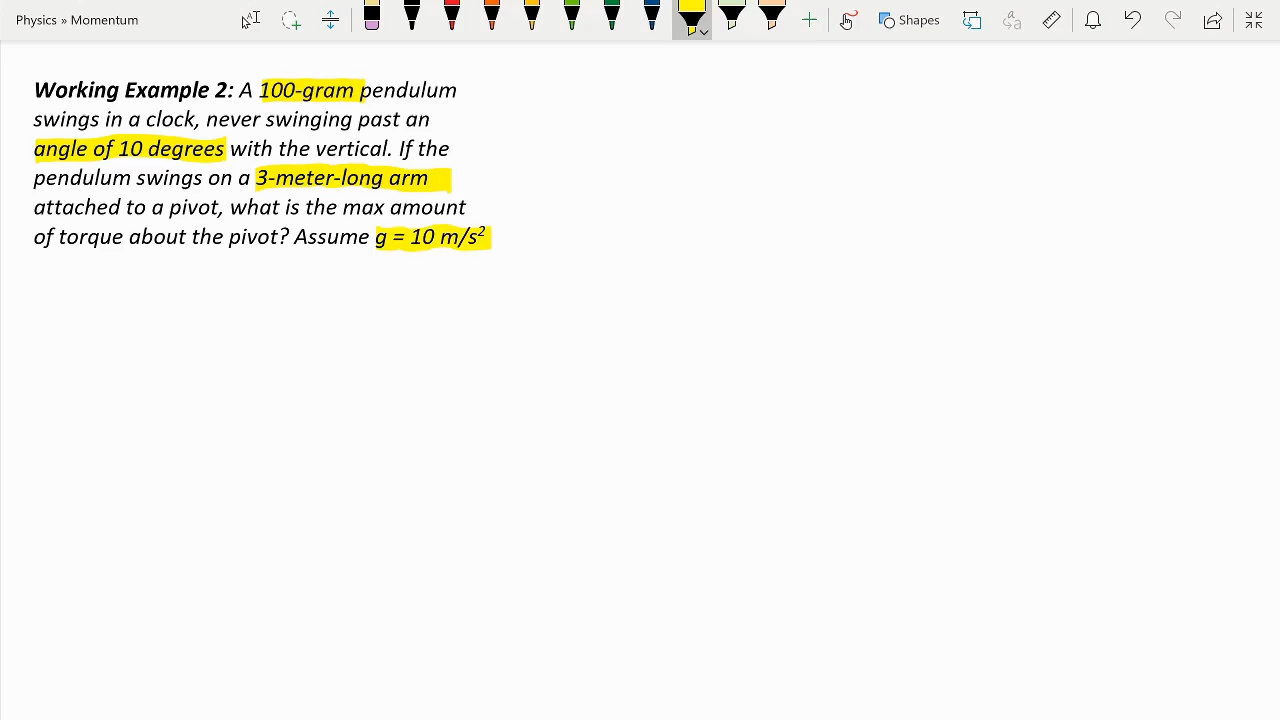 Physics » Momentum
Shapes
Working Example 2: A 100-gram pendulum
swings in a clock, never swinging past an
angle of 10 degrees with the vertical. If the
pendulum swings on a 3-meter-long arm
attached to a pivot, what is the max amount
of torque about the pivot? Assume g = 10 m/s²